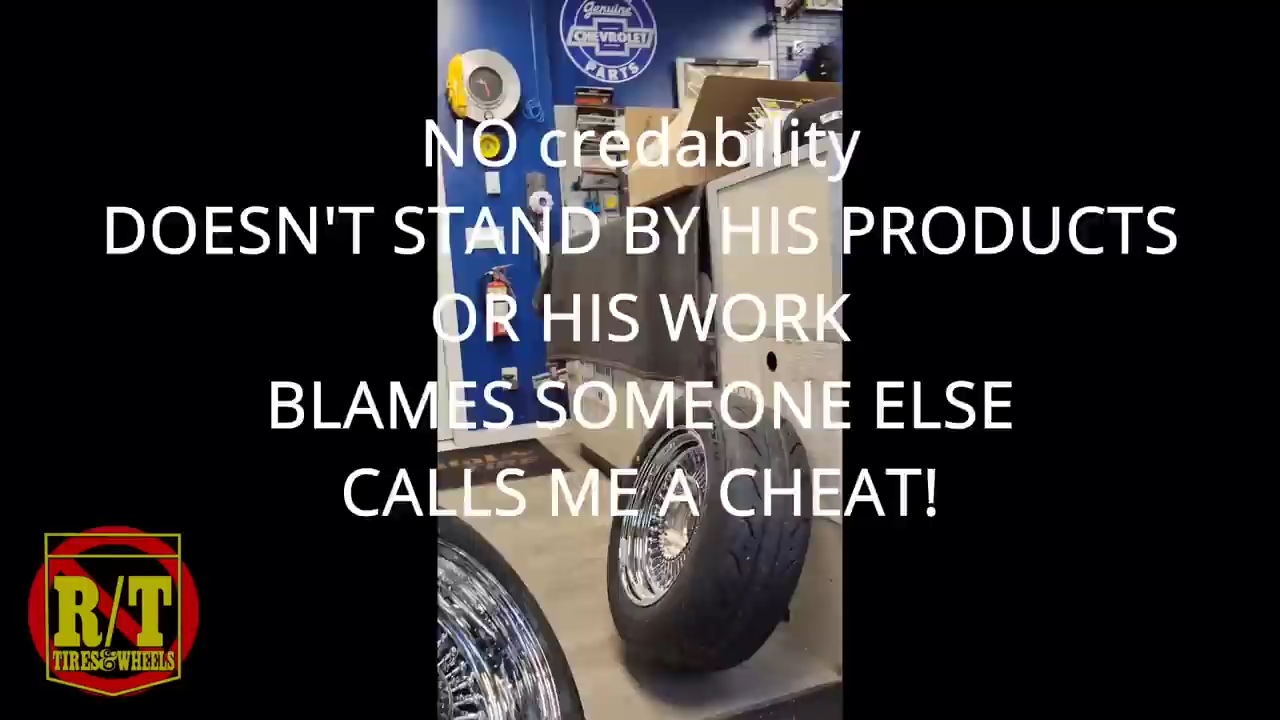 Genuine
CHEVROLET
PARTS
NO credability
DOESN'T STAND BY HIS PRODUCTS
OR HIS WORK
BLAMES SOMEONE ELSE
CALLS ME A CHEAT!
R/T
TIRES&WHEELS